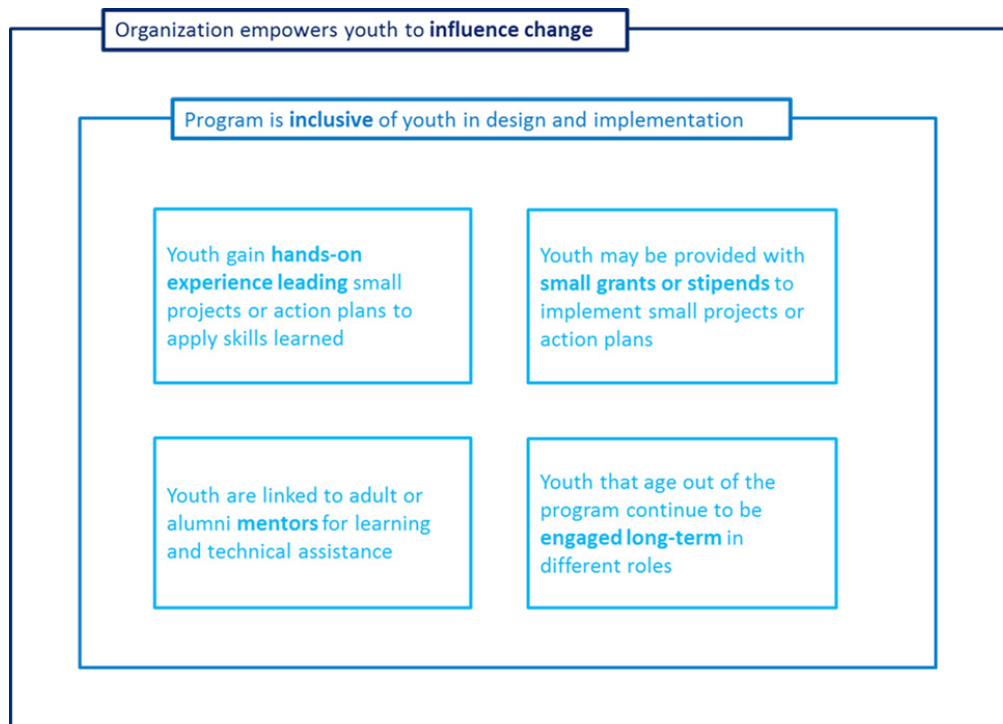 Organization empowers youth to influence change
Program is inclusive of youth in design and implementation
Youth gain hands-on
experience leading small
projects or action plans to
apply skills learned
Youth may be provided with
small grants or stipends to
implement small projects or
action plans
Youth are linked to adult or
alumni mentors for learning
and technical assistance
Youth that age out of the
program continue to be
engaged long-term in
different roles